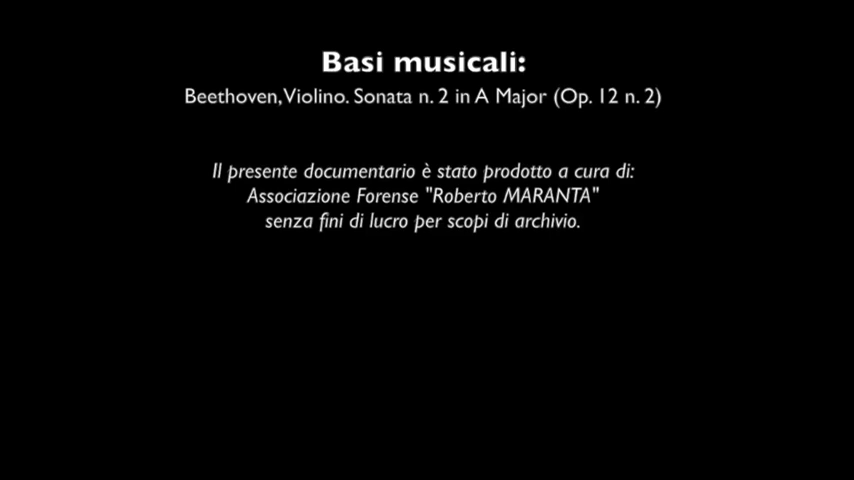 Basi musicali:
Beethoven, Violino. Sonata n. 2 in A Major (Op. 12 n. 2)
Il presente documentario è stato prodotto a cura di:
Associazione Forense "Roberto MARANTA"
senza fini di lucro per scopi di archivio.